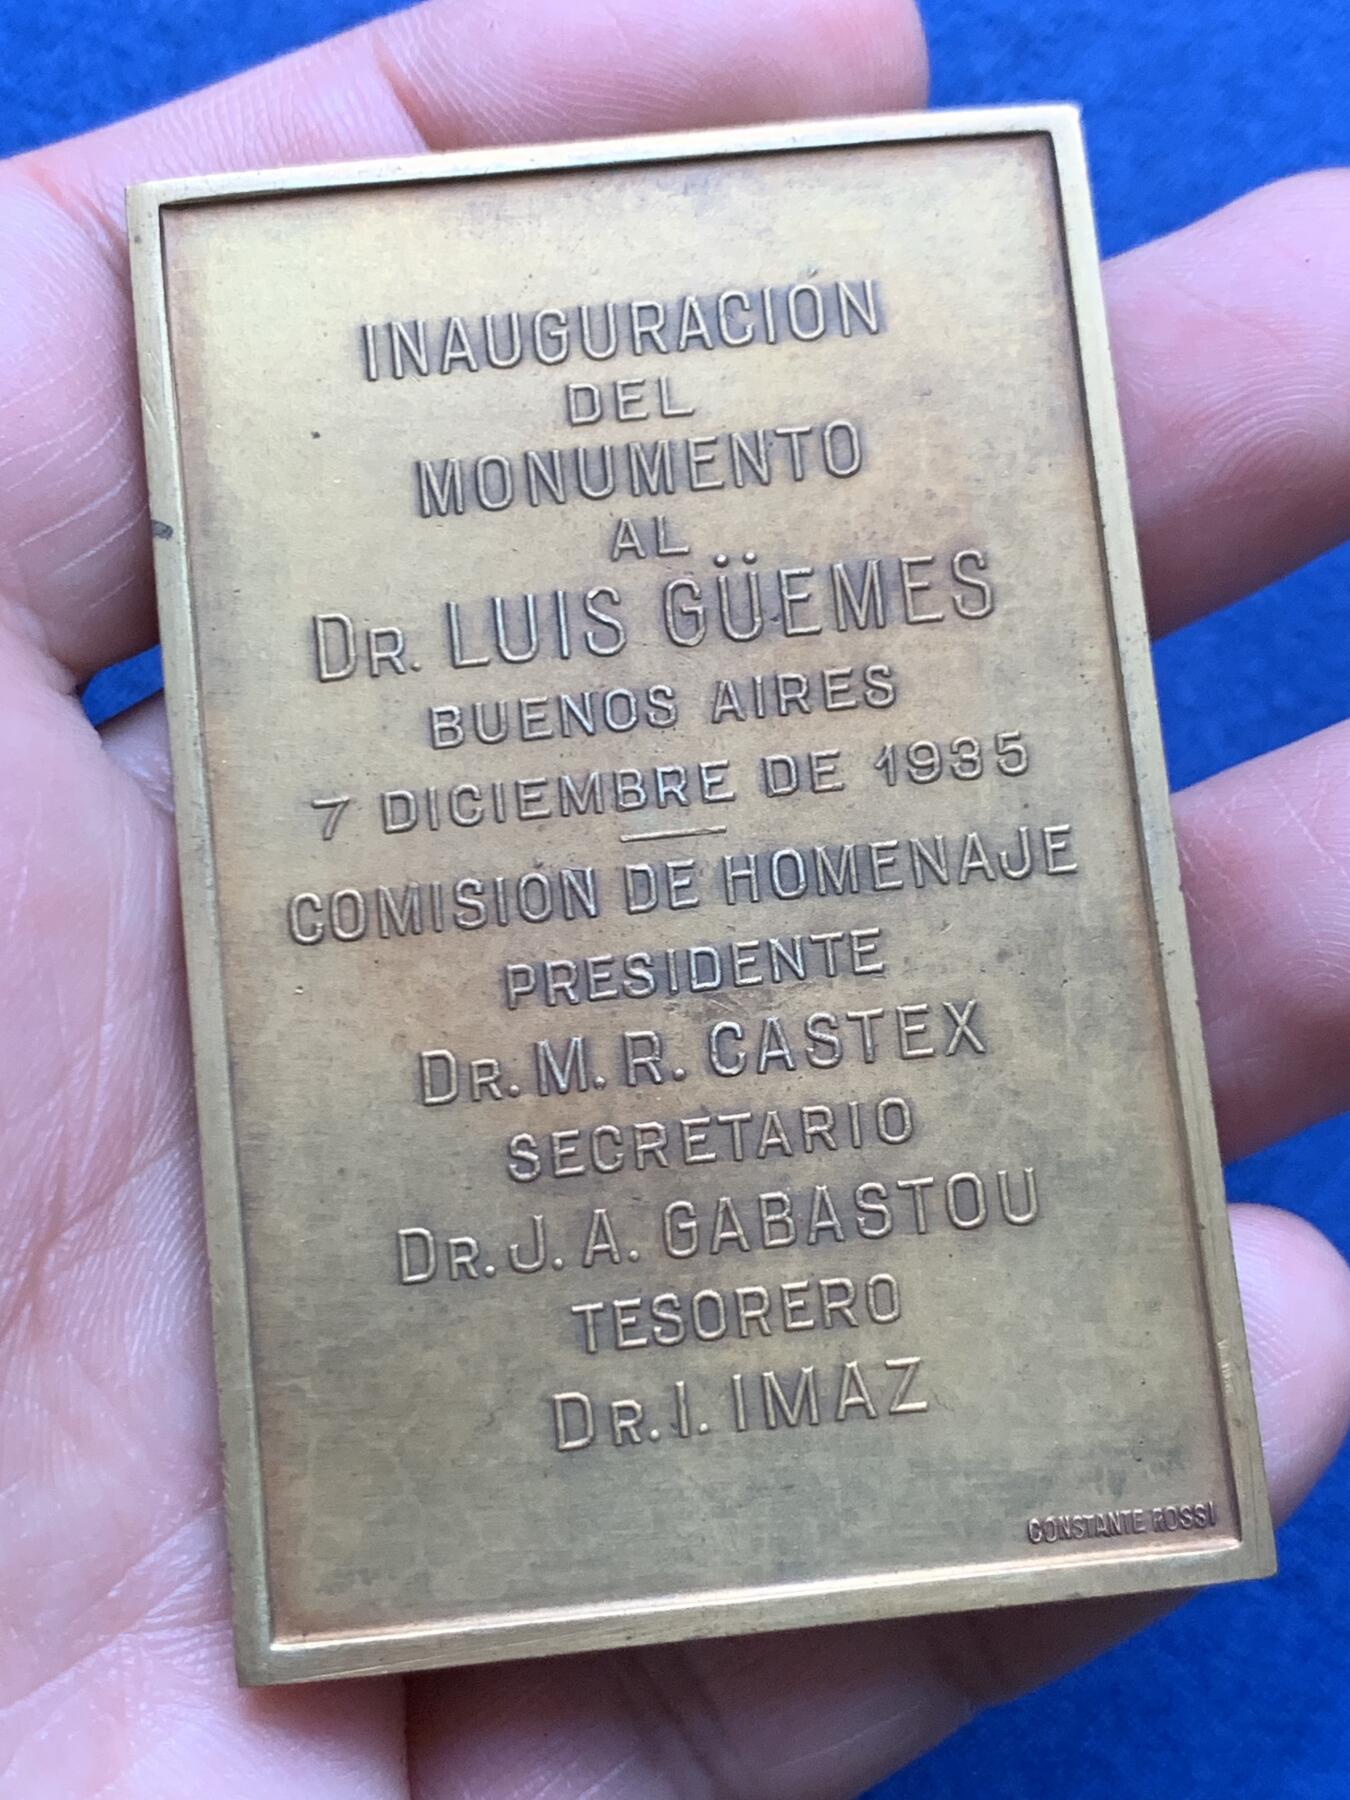 INAUGURACIÓN
DEL
MONUMENTO
AL
DR. LUIS GÜEMES
BUENOS AIRES
7 DICIEMBRE DE 1935
COMISIÓN DE HOMENAJE
PRESIDENTE
DR. M. R. CASTEX
SECRETARIO
DR. J. A. GABASTOU
TESORERO
DR. I. IMAZ
CONSTANTE ROSSI